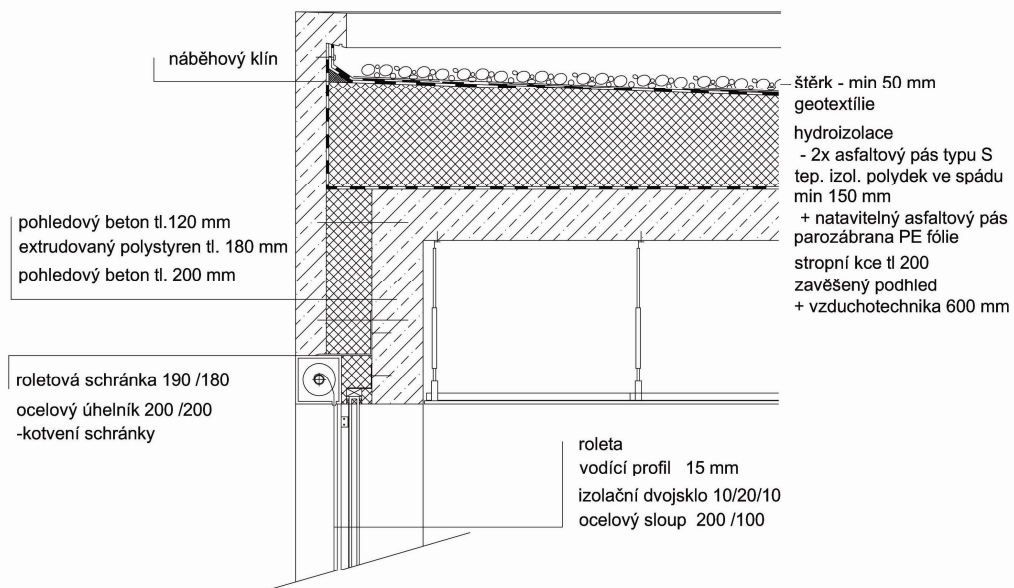 náběhový klín
štěrk - min 50 mm
geotextílie
hydroizolace
- 2x asfaltový pás typu S
tep. izol. polydek ve spádu
min 150 mm
+ natavitelný asfaltový pás
parozábrana PE fólie
stropní kce tl 200
zavěšený podhled
+ vzduchotechnika 600 mm
pohledový beton tl.120 mm
extrudovaný polystyren tl. 180 mm
pohledový beton tl. 200 mm
roletová schránka 190 /180
ocelový úhelník 200 /200
-kotvení schránky
roleta
vodící profil 15 mm
izolační dvojsklo 10/20/10
ocelový sloup 200 /100